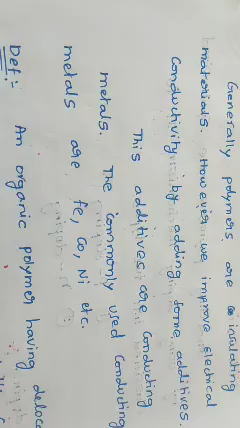 Generally polymers are insulating
materials. However we improve electrical
Conductivity by adding some additives.
This additives are Conducting
metals. The commonly used Conducting
metals are Fe, Co, Ni etc.
Def:- An organic polymer having deloc